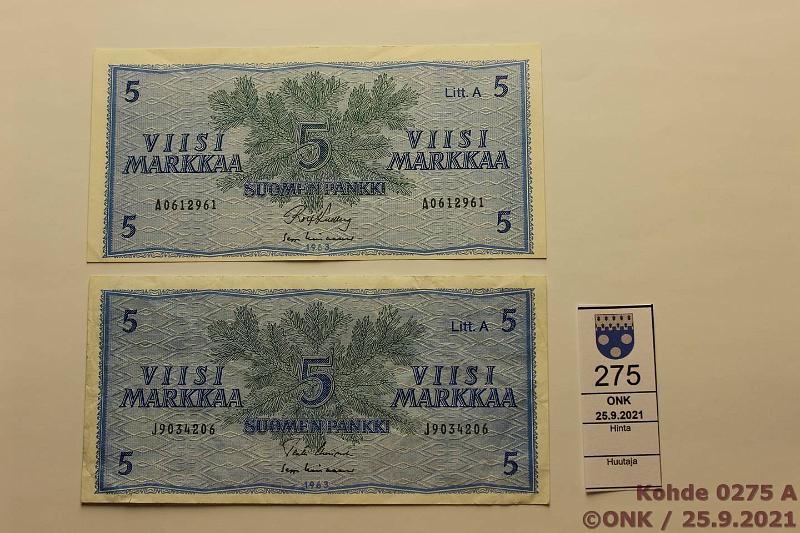 5 Litt. A 5
5
VIISI VIISI
MARKKAA MARKKAA
SUOMEN PANKKI
A0612961 A0612961
5 5
1963
5 Litt. A 5
5
VIISI VIISI
MARKKAA MARKKAA
SUOMEN PANKKI
J9034206 J9034206
5 5
1963
275
ONK
25.9.2021
Hinta
Huutaja
Kohde 0275 A
©ONK / 25.9.2021